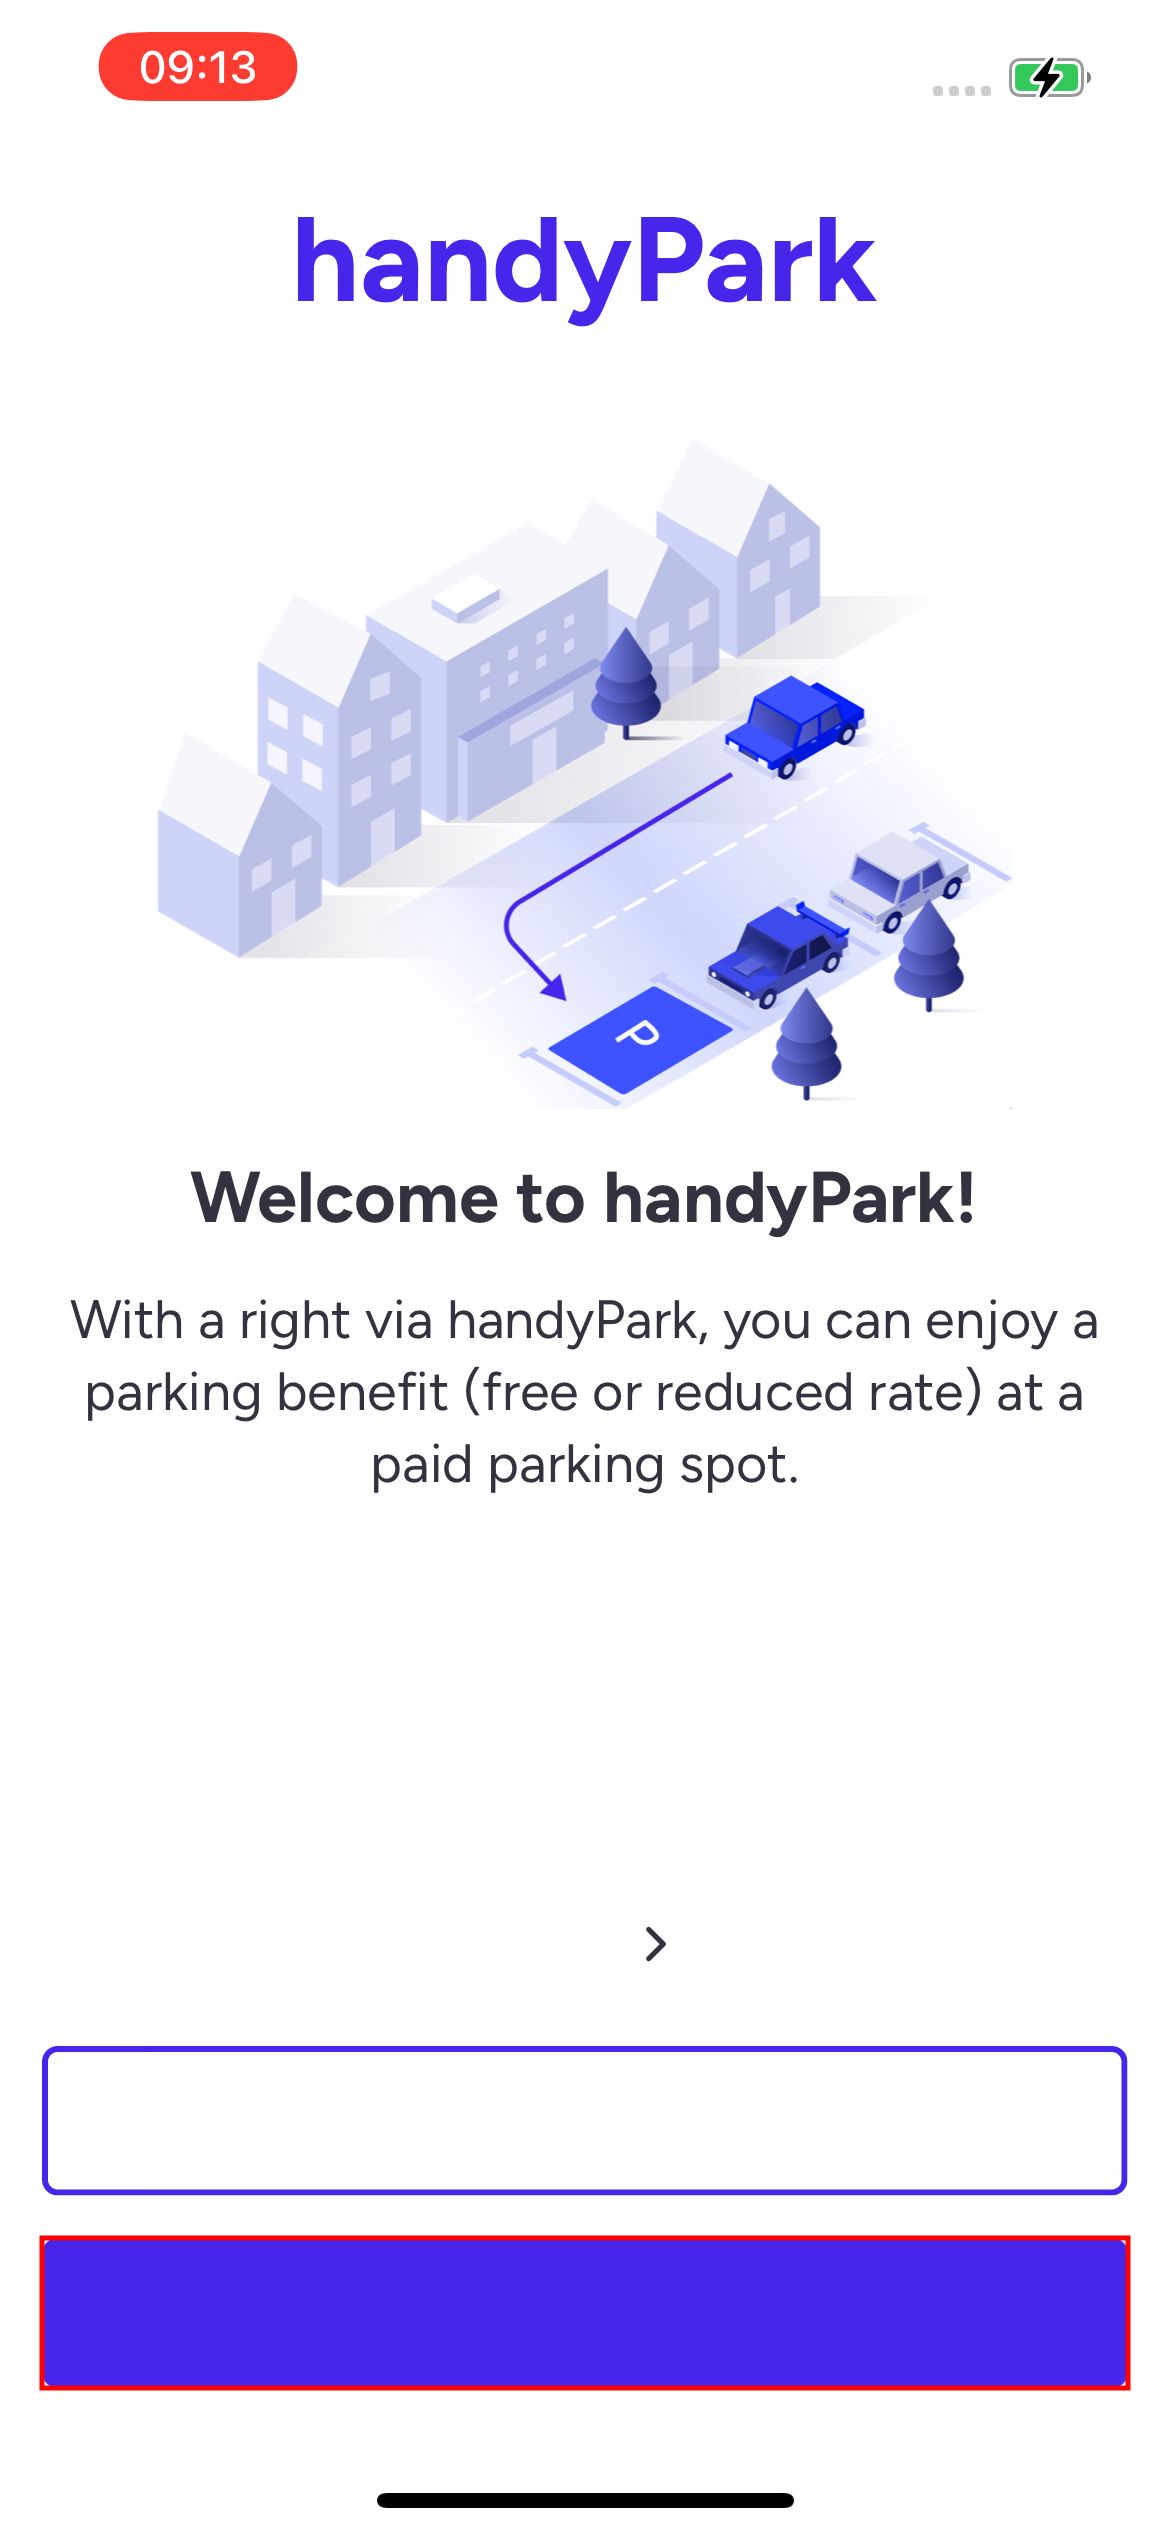 09:13
handyPark
P
Welcome to handyPark!
With a right via handyPark, you can enjoy a
parking benefit (free or reduced rate) at a
paid parking spot.